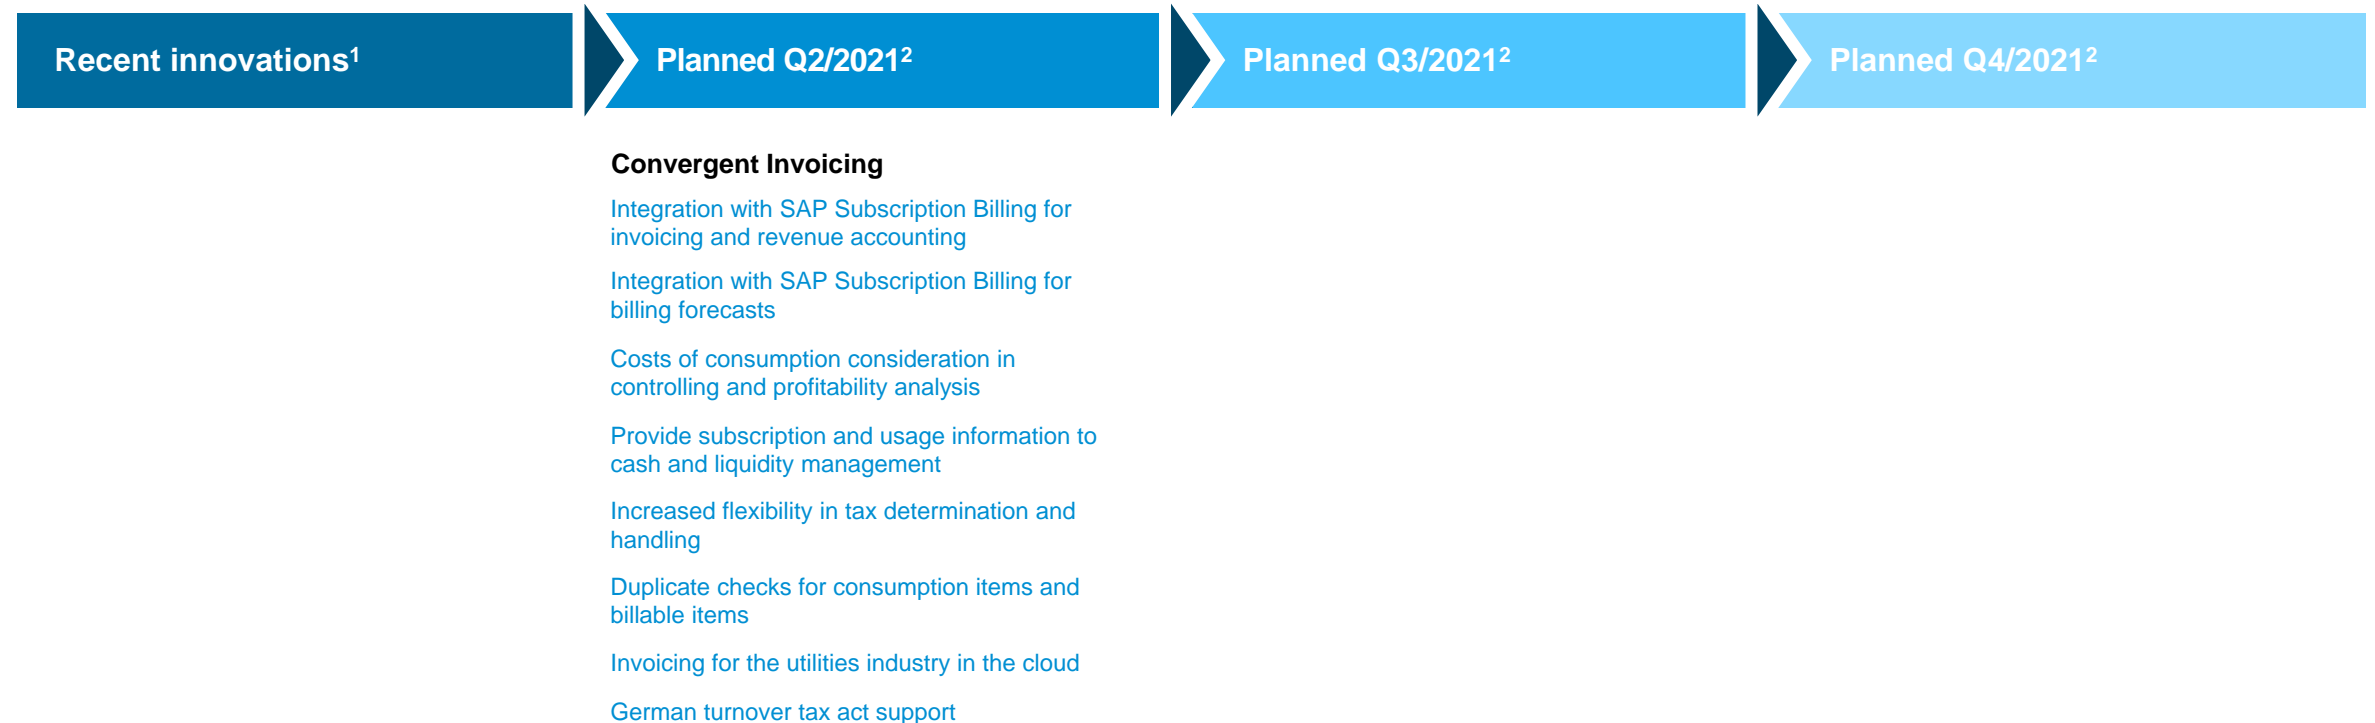 Recent innovations¹
Planned Q2/2021²
Planned Q3/2021²
Planned Q4/2021²
Convergent Invoicing
Integration with SAP Subscription Billing for
invoicing and revenue accounting
Integration with SAP Subscription Billing for
billing forecasts
Costs of consumption consideration in
controlling and profitability analysis
Provide subscription and usage information to
cash and liquidity management
Increased flexibility in tax determination and
handling
Duplicate checks for consumption items and
billable items
Invoicing for the utilities industry in the cloud
German turnover tax act support